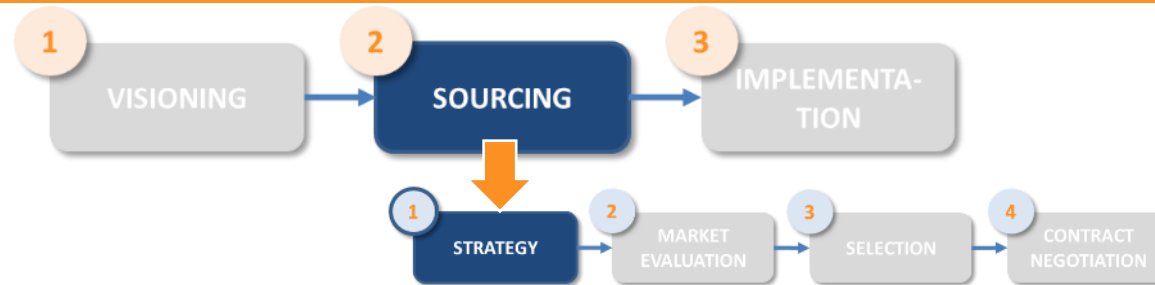 1
VISIONING
2
SOURCING
3
IMPLEMENTA-
TION
1
STRATEGY
2
MARKET
EVALUATION
3
SELECTION
4
CONTRACT
NEGOTIATION